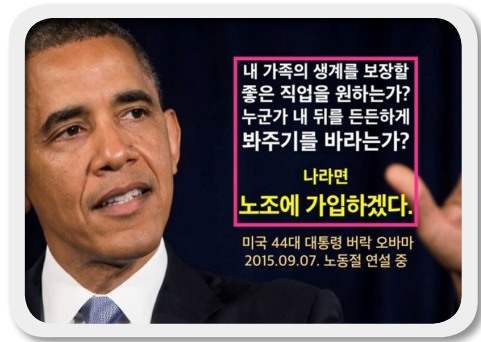 내 가족의 생계를 보장할
좋은 직업을 원하는가?
누군가 내 뒤를 든든하게
봐주기를 바라는가?
나라면
노조에 가입하겠다.
미국 44대 대통령 버락 오바마
2015.09.07. 노동절 연설 중